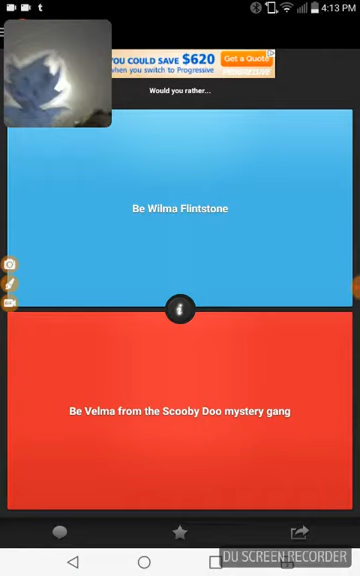 4:13 PM
YOU COULD SAVE $620
when you switch to Progressive
Get a Quote
PROGRESSIVE
Would you rather...
Be Wilma Flintstone
Be Velma from the Scooby Doo mystery gang
DU SCREEN RECORDER